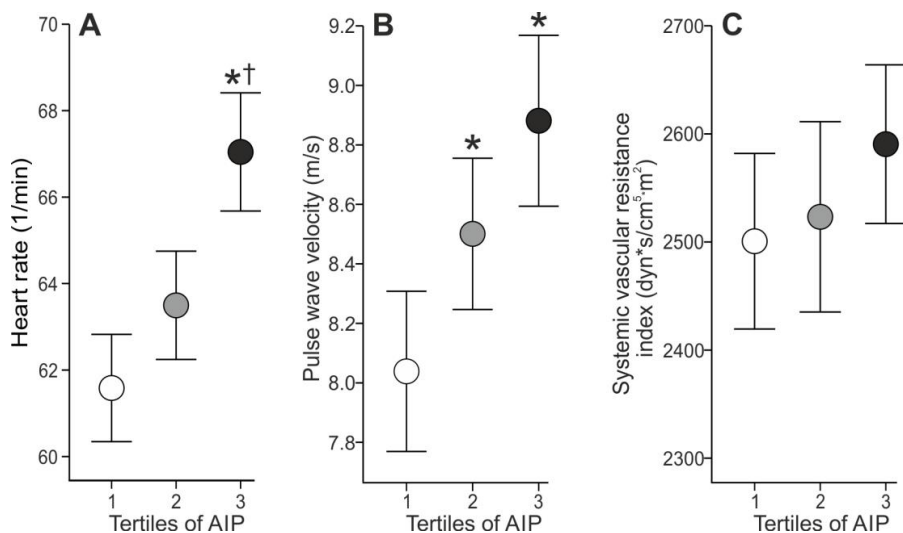 A
Heart rate (1/min)
70
68
66
64
62
60
*†
1 2 3
Tertiles of AIP
B
Pulse wave velocity (m/s)
9.2
9.0
8.8
8.6
8.4
8.2
8.0
7.8
*
*
1 2 3
Tertiles of AIP
C
Systemic vascular resistance
index (dyn*s/cm⁵·m²)
2700
2600
2500
2400
2300
1 2 3
Tertiles of AIP